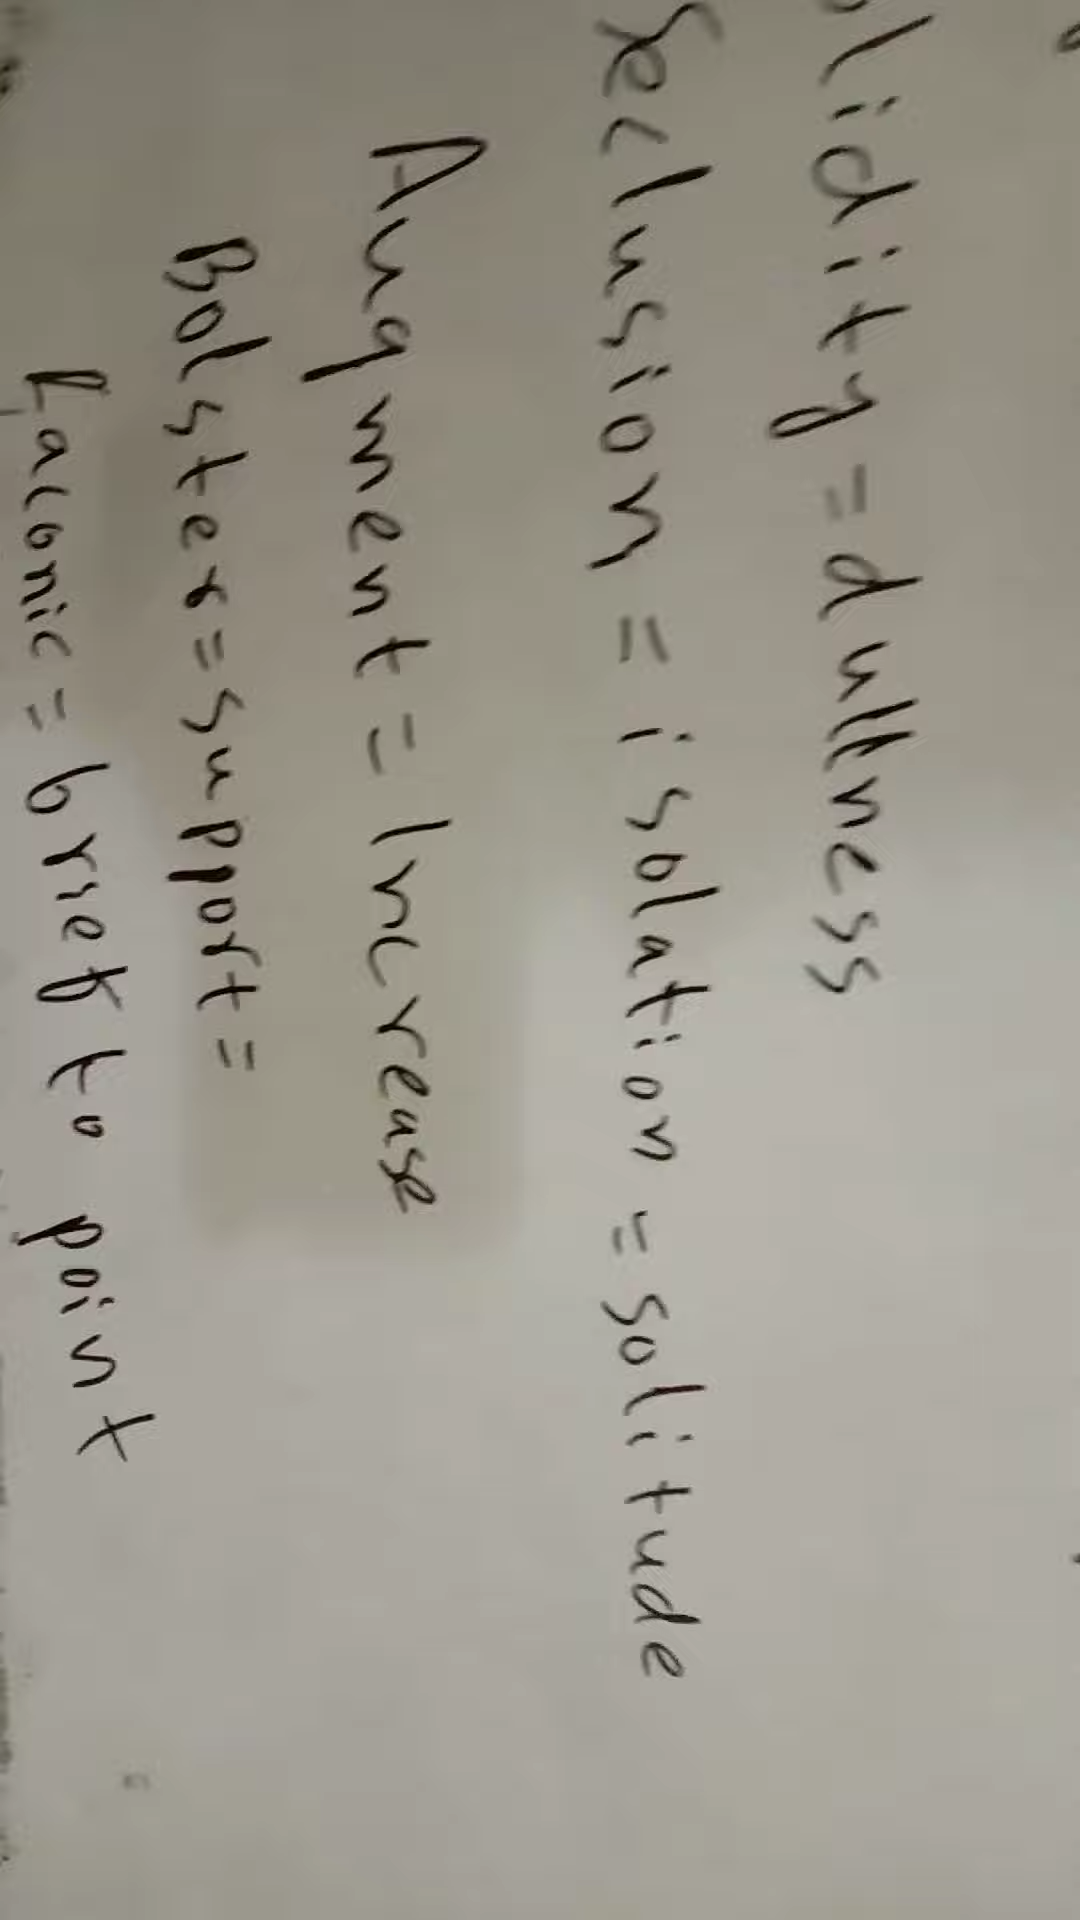 lidity = dullness
Seclusion = isolation = solitude
Augment = Increase
Bolster = support =
Laconic = brief to point